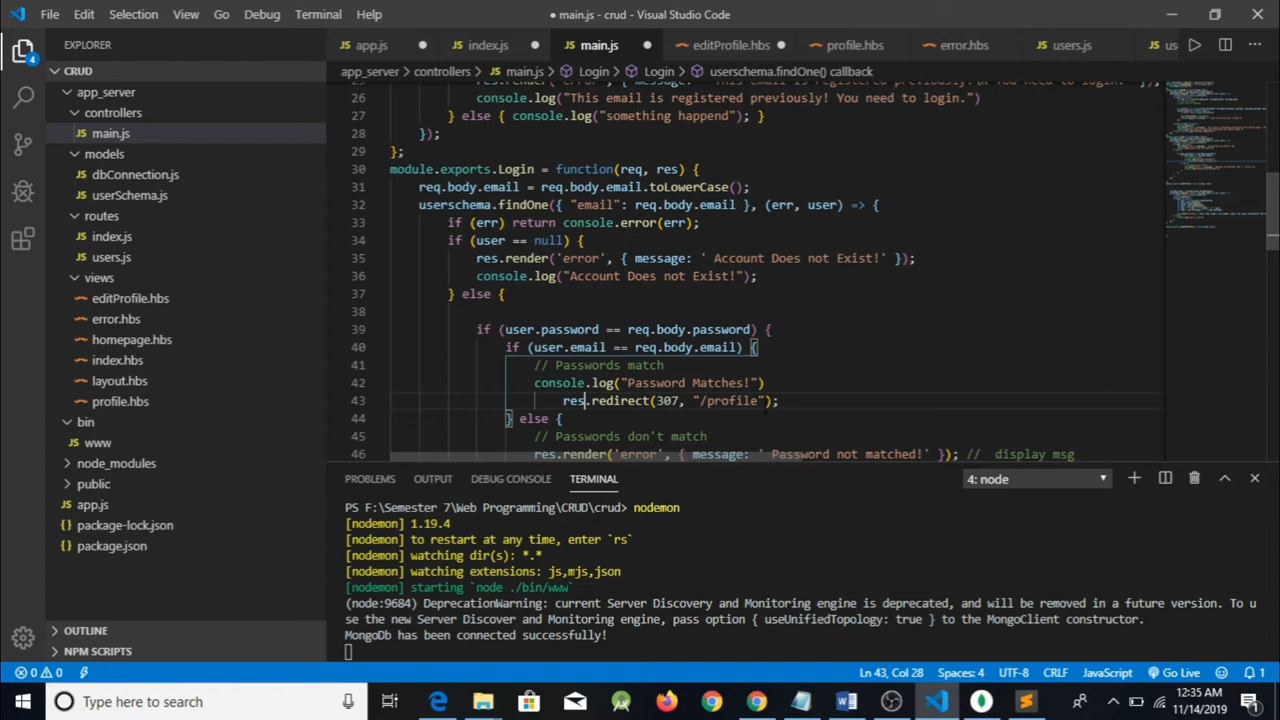 File Edit Selection View Go Debug Terminal Help
● main.js - crud - Visual Studio Code
EXPLORER
app.js index.js main.js editProfile.hbs profile.hbs error.hbs users.js us
4
CRUD
app_server > controllers > main.js > Login > Login > userschema.findOne() callback
app_server
controllers
main.js
models
dbConnection.js
userSchema.js
routes
index.js
users.js
views
editProfile.hbs
error.hbs
homepage.hbs
index.hbs
layout.hbs
profile.hbs
bin
www
node_modules
public
app.js
package-lock.json
package.json
OUTLINE
NPM SCRIPTS
26 console.log("This email is registered previously! You need to login.")
27 } else { console.log("something happend"); }
28 });
29 };
30 module.exports.Login = function(req, res) {
31 req.body.email = req.body.email.toLowerCase();
32 userschema.findOne({ "email": req.body.email }, (err, user) => {
33 if (err) return console.error(err);
34 if (user == null) {
35 res.render('error', { message: ' Account Does not Exist!' });
36 console.log("Account Does not Exist!");
37 } else {
38
39 if (user.password == req.body.password) {
40 if (user.email == req.body.email) {
41 // Passwords match
42 console.log("Password Matches!")
43 res.redirect(307, "/profile");
44 } else {
45 // Passwords don't match
46 res.render('error', { message: ' Password not matched!' }); // display msg
PROBLEMS OUTPUT DEBUG CONSOLE TERMINAL 4: node
PS F:\Semester 7\Web Programming\CRUD\crud> nodemon
[nodemon] 1.19.4
[nodemon] to restart at any time, enter `rs`
[nodemon] watching dir(s): *.*
[nodemon] watching extensions: js,mjs,json
[nodemon] starting `node ./bin/www`
(node:9684) DeprecationWarning: current Server Discovery and Monitoring engine is deprecated, and will be removed in a future version. To u
se the new Server Discover and Monitoring engine, pass option { useUnifiedTopology: true } to the MongoClient constructor.
MongoDb has been connected successfully!
0 0 Ln 43, Col 28 Spaces: 4 UTF-8 CRLF JavaScript Go Live 1
Type here to search
12:35 AM
11/14/2019